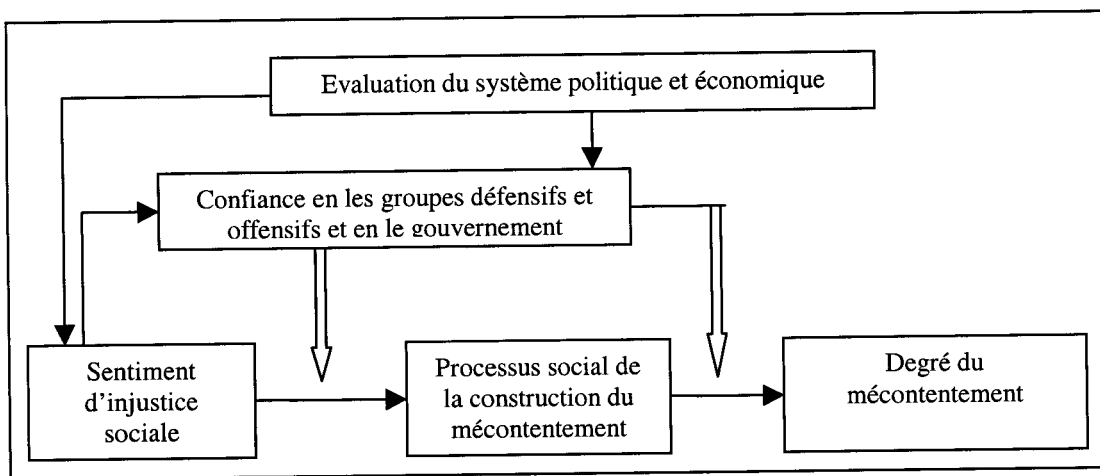 Evaluation du système politique et économique
Confiance en les groupes défensifs et
offensifs et en le gouvernement
Sentiment
d'injustice
sociale
Processus social de
la construction du
mécontentement
Degré du
mécontentement